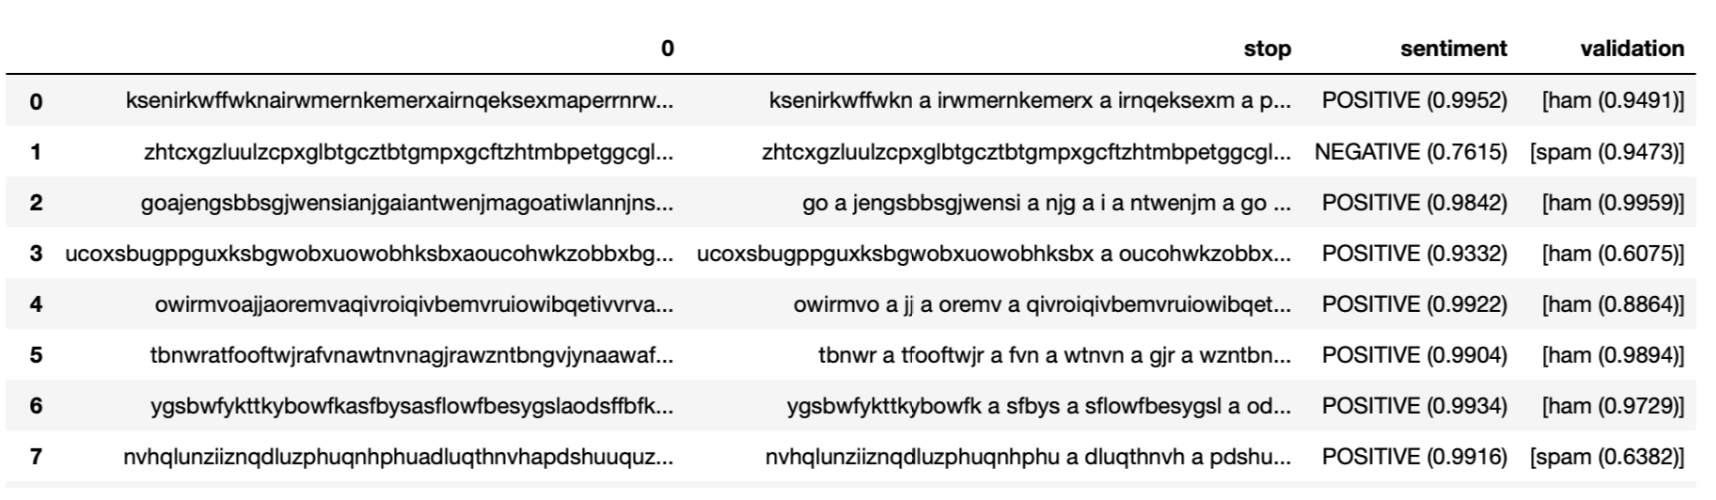 0 stop sentiment validation
0 ksenirkwffwknairwmernkemerxairnqeksexmaperrnrw... ksenirkwffwkn a irwmernkemerx a irnqeksexm a p... POSITIVE (0.9952) [ham (0.9491)]
1 zhtcxgzluulzcpxglbtgcztbtgmpxgcftzhtmbpetggcgl... zhtcxgzluulzcpxglbtgcztbtgmpxgcftzhtmbpetggcgl... NEGATIVE (0.7615) [spam (0.9473)]
2 goajengsbbsgjwensianjgaiantwenjmagoatiwlannjns... go a jengsbbsgjwensi a njg a i a ntwenjm a go ... POSITIVE (0.9842) [ham (0.9959)]
3 ucoxsbugppguxksbgwobxuowobhksbxaoucohwkzobbxbg... ucoxsbugppguxksbgwobxuowobhksbx a oucohwkzobbx... POSITIVE (0.9332) [ham (0.6075)]
4 owirmvoajjaoremvaqivroiqivbemvruiowibqetivvrva... owirmvo a jj a oremv a qivroiqivbemvruiowibqet... POSITIVE (0.9922) [ham (0.8864)]
5 tbnwratfooftwjrafvnawtnvnagjrawzntbngvjynaawaf... tbnwr a tfooftwjr a fvn a wtnvn a gjr a wzntbn... POSITIVE (0.9904) [ham (0.9894)]
6 ygsbwfykttkybowfkasfbysasflowfbesygslaodsffbfk... ygsbwfykttkybowfk a sfbys a sflowfbesygsl a od... POSITIVE (0.9934) [ham (0.9729)]
7 nvhqlunziiznqdluzphuqnhphuadluqthnvhapdshuuquz... nvhqlunziiznqdluzphuqnhphu a dluqthnvh a pdshu... POSITIVE (0.9916) [spam (0.6382)]